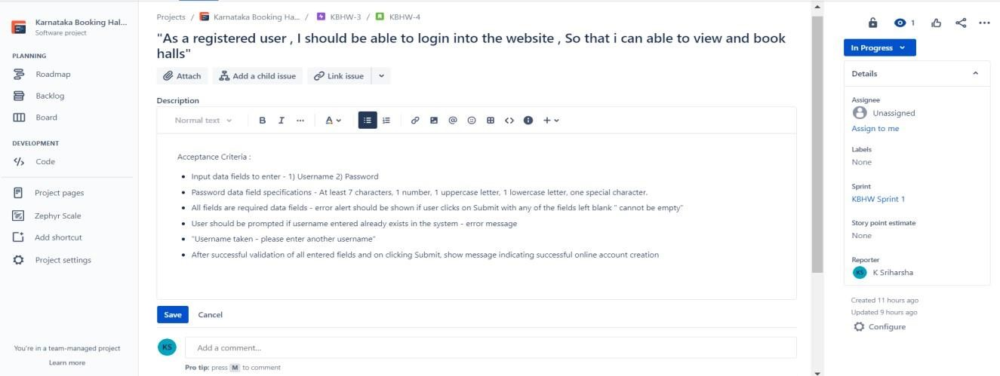 Karnataka Booking Hal...
Software project
PLANNING
Roadmap
Backlog
Board
DEVELOPMENT
Code
Project pages
Zephyr Scale
Add shortcut
Project settings
You're in a team-managed project
Learn more
Projects / Karnataka Booking Ha... / KBHW-3 / KBHW-4
"As a registered user , I should be able to login into the website , So that i can able to view and book
halls"
Attach Add a child issue Link issue
Description
Normal text B I ... A @ <> +
Acceptance Criteria :
• Input data fields to enter - 1) Username 2) Password
• Password data field specifications - At least 7 characters, 1 number, 1 uppercase letter, 1 lowercase letter, one special character.
• All fields are required data fields - error alert should be shown if user clicks on Submit with any of the fields left blank " cannot be empty"
• User should be prompted if username entered already exists in the system - error message
• "Username taken - please enter another username"
• After successful validation of all entered fields and on clicking Submit, show message indicating successful online account creation
Save Cancel
KS Add a comment...
Pro tip: press M to comment
1
In Progress
Details
Assignee
Unassigned
Assign to me
Labels
None
Sprint
KBHW Sprint 1
Story point estimate
None
Reporter
KS K Sriharsha
Created 11 hours ago
Updated 9 hours ago
Configure